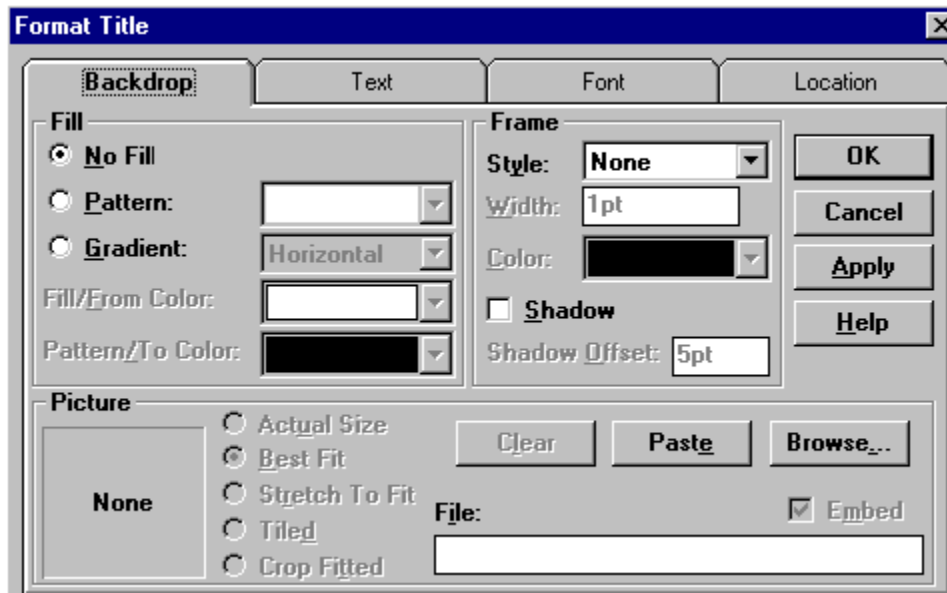 Format Title
Backdrop Text Font Location
Fill
No Fill
Pattern:
Gradient: Horizontal
Fill/From Color:
Pattern/To Color:
Frame
Style: None
Width: 1pt
Color:
Shadow
Shadow Offset: 5pt
OK
Cancel
Apply
Help
Picture
None
Actual Size
Best Fit
Stretch To Fit
Tiled
Crop Fitted
Clear Paste Browse...
File: Embed